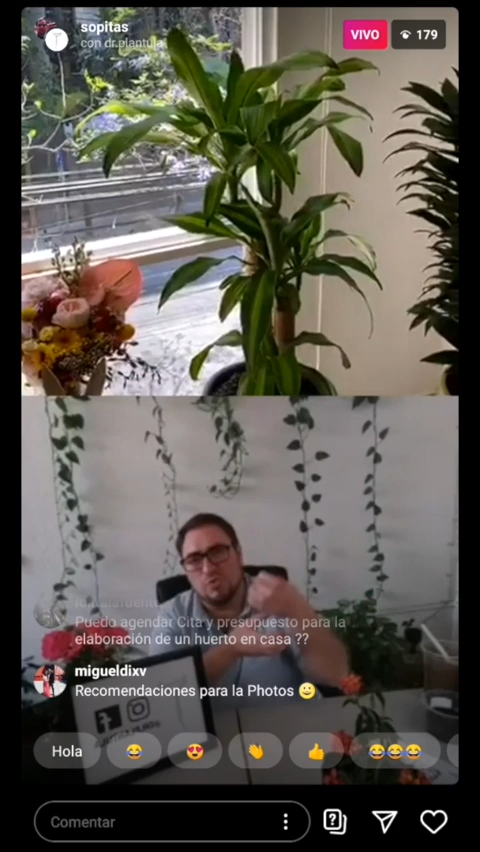 sopitas
con dr.plantula
VIVO
179
Puedo agendar Cita y presupuesto para la
elaboración de un huerto en casa ??
migueldixv
Recomendaciones para la Photos 🙂
Hola
😂
😍
👏
👍
😂😂😂
Comentar